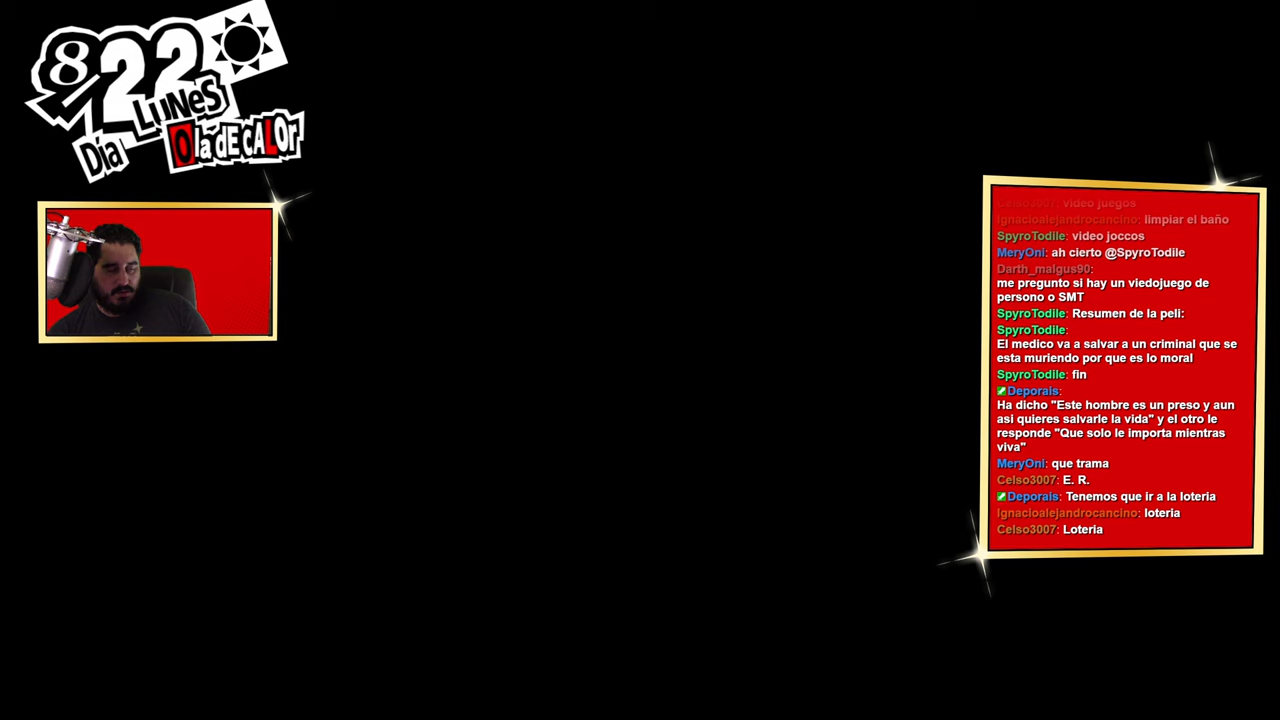 8/22
LUNES
Día
Ola de CALOr
Celso3007: video juegos
Ignacioalejandrocancino: limpiar el baño
SpyroTodile: video joccos
MeryOni: ah cierto @SpyroTodile
Darth_malgus90:
me pregunto si hay un viedojuego de
persono o SMT
SpyroTodile: Resumen de la peli:
SpyroTodile:
El medico va a salvar a un criminal que se
esta muriendo por que es lo moral
SpyroTodile: fin
Deporais:
Ha dicho "Este hombre es un preso y aun
asi quieres salvarle la vida" y el otro le
responde "Que solo le importa mientras
viva"
MeryOni: que trama
Celso3007: E. R.
Deporais: Tenemos que ir a la loteria
Ignacioalejandrocancino: loteria
Celso3007: Loteria